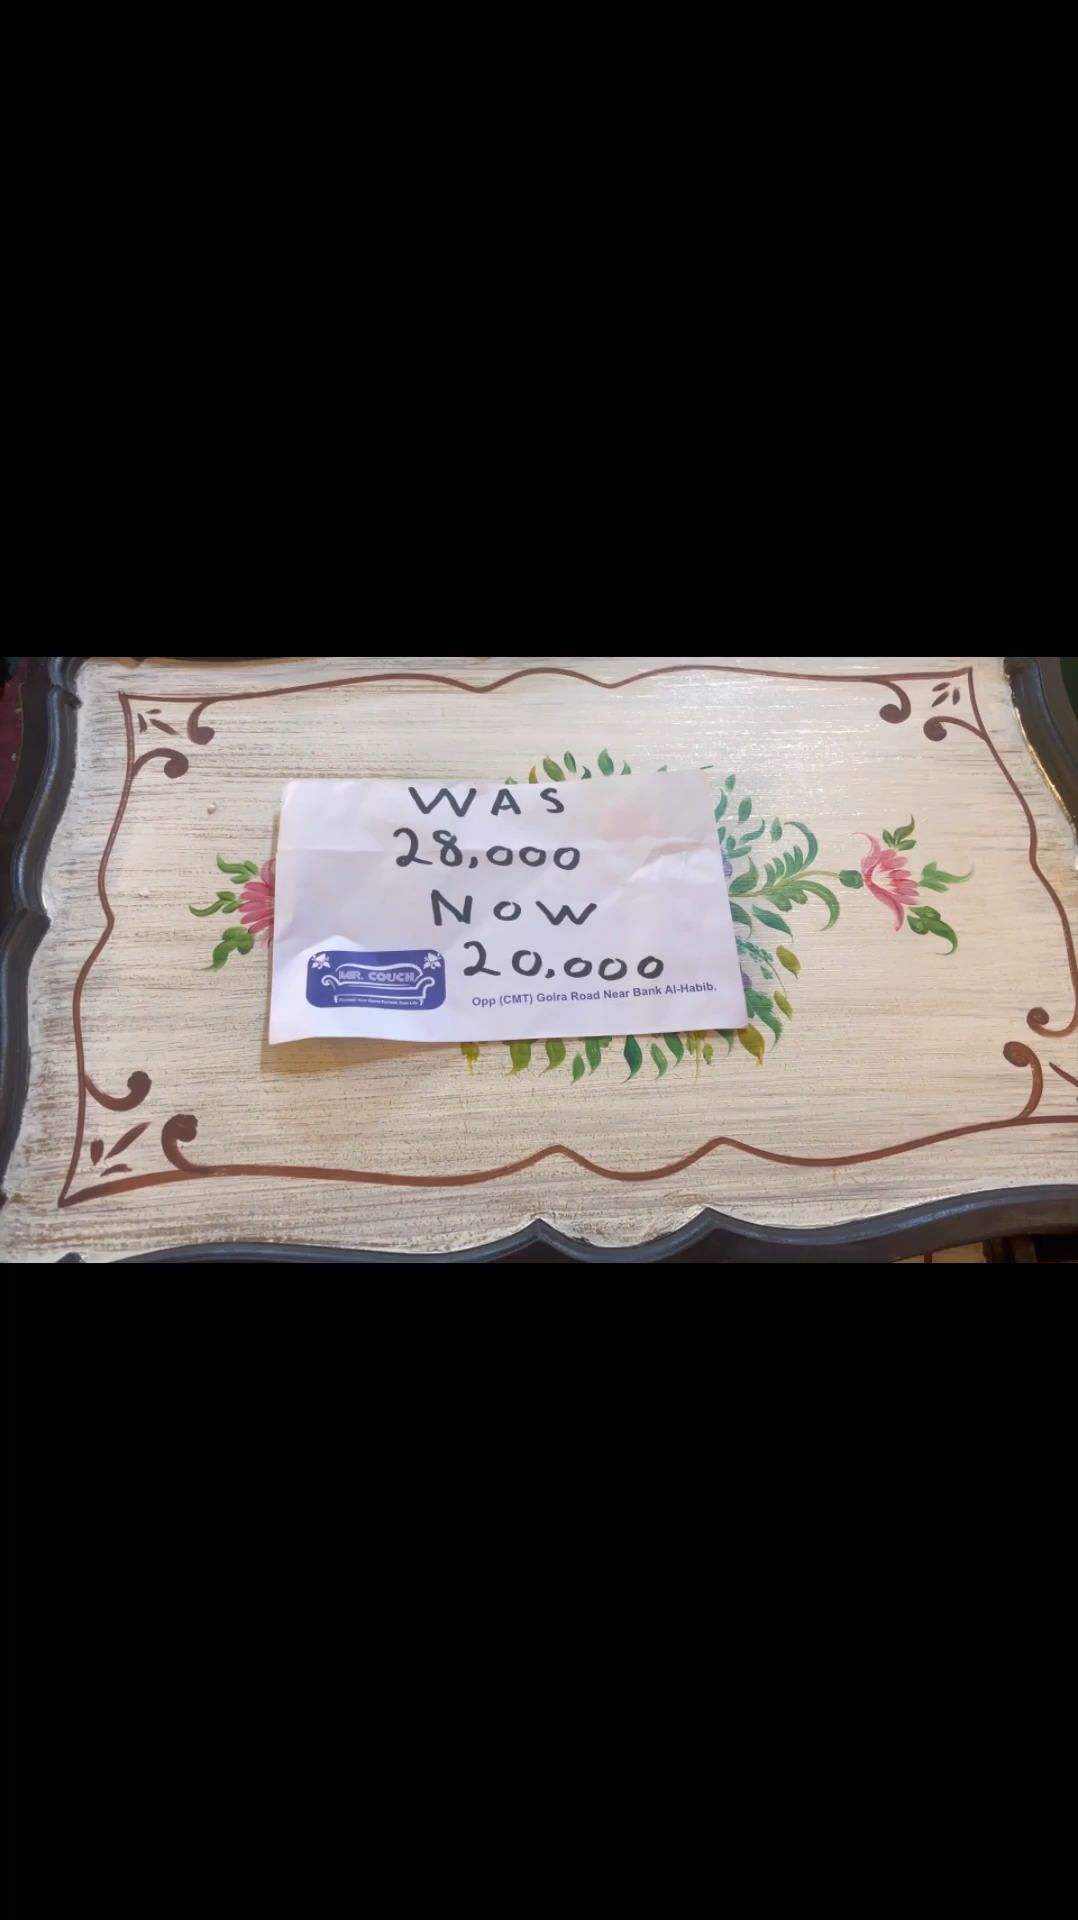 WAS
28,000
NOW
20,000
MR. COUCH
Opp (CMT) Golra Road Near Bank Al-Habib.